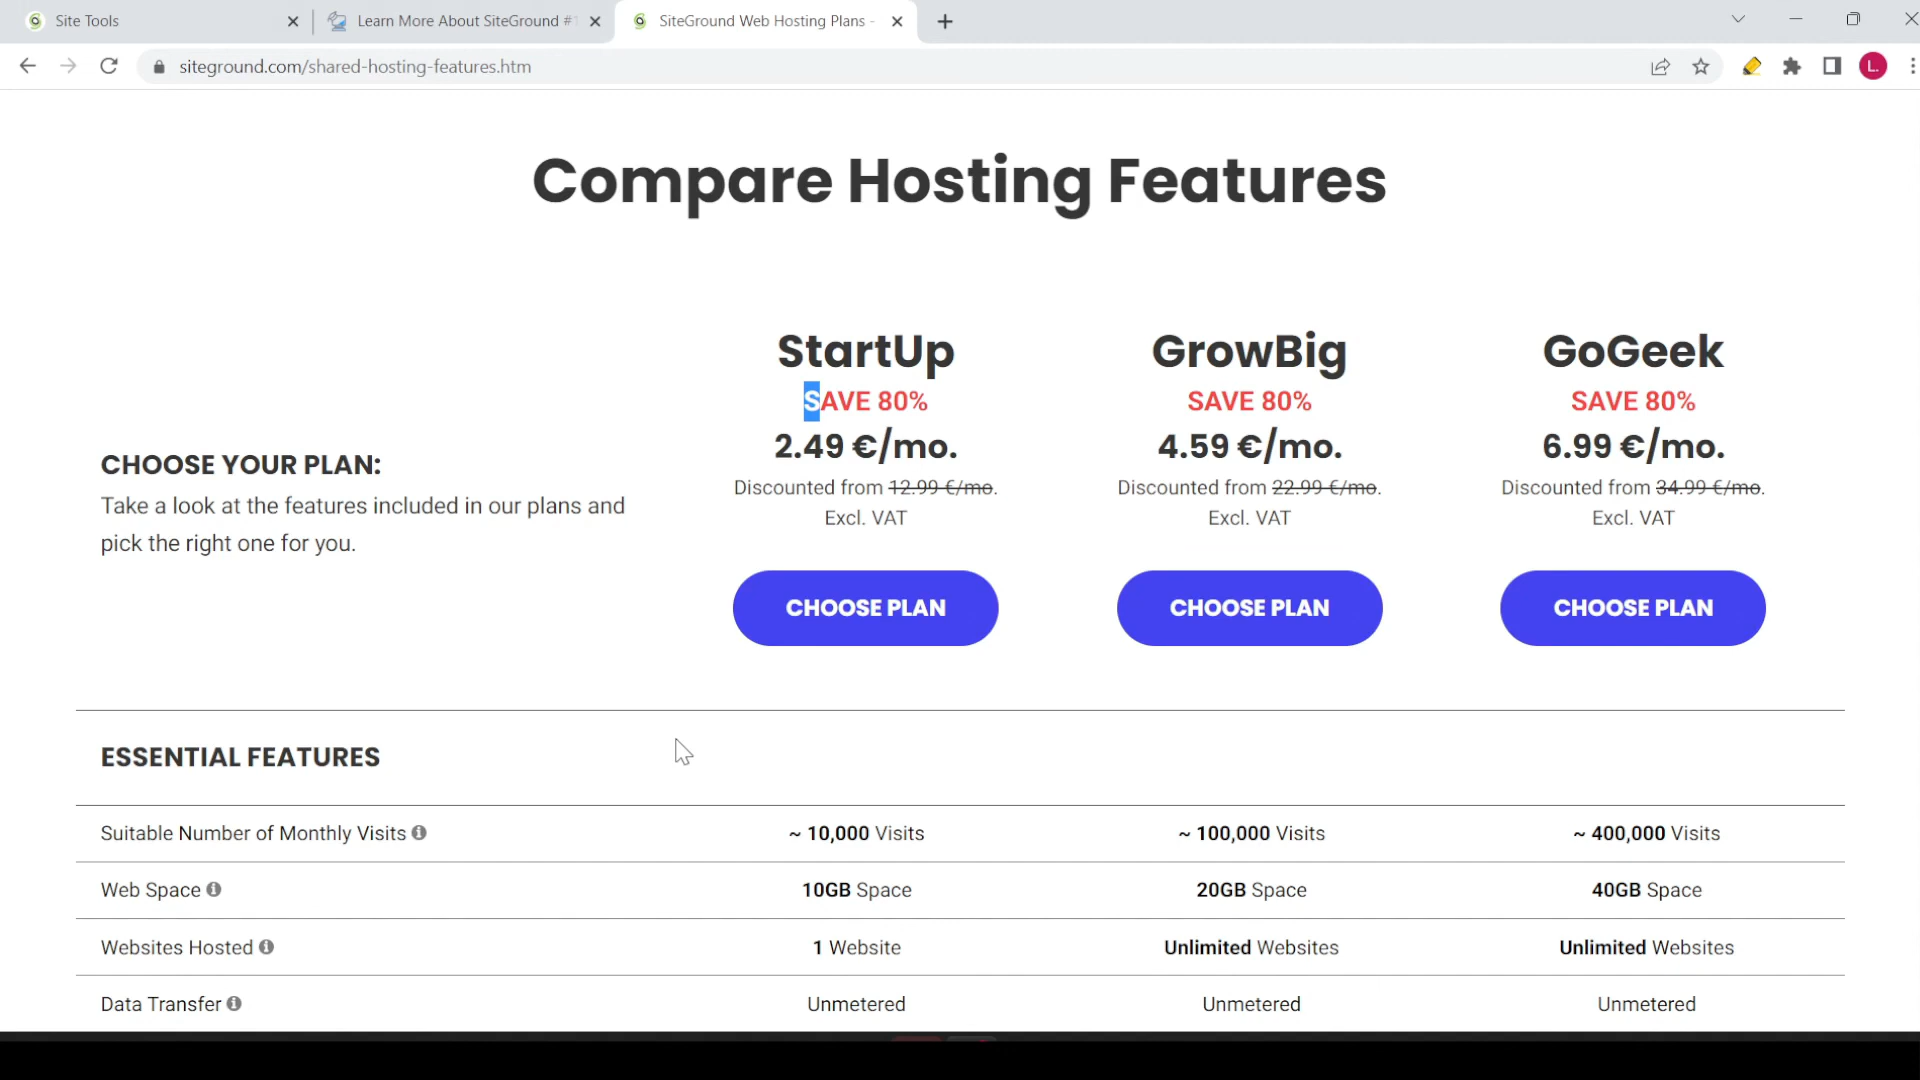 Site Tools
Learn More About SiteGround #1
SiteGround Web Hosting Plans -
siteground.com/shared-hosting-features.htm
L.
Compare Hosting Features
StartUp GrowBig GoGeek
SAVE 80% SAVE 80% SAVE 80%
2.49 €/mo. 4.59 €/mo. 6.99 €/mo.
CHOOSE YOUR PLAN:
Take a look at the features included in our plans and
pick the right one for you.
Discounted from 12.99 €/mo. Discounted from 22.99 €/mo. Discounted from 34.99 €/mo.
Excl. VAT Excl. VAT Excl. VAT
CHOOSE PLAN CHOOSE PLAN CHOOSE PLAN
ESSENTIAL FEATURES
Suitable Number of Monthly Visits ~ 10,000 Visits ~ 100,000 Visits ~ 400,000 Visits
Web Space 10GB Space 20GB Space 40GB Space
Websites Hosted 1 Website Unlimited Websites Unlimited Websites
Data Transfer Unmetered Unmetered Unmetered